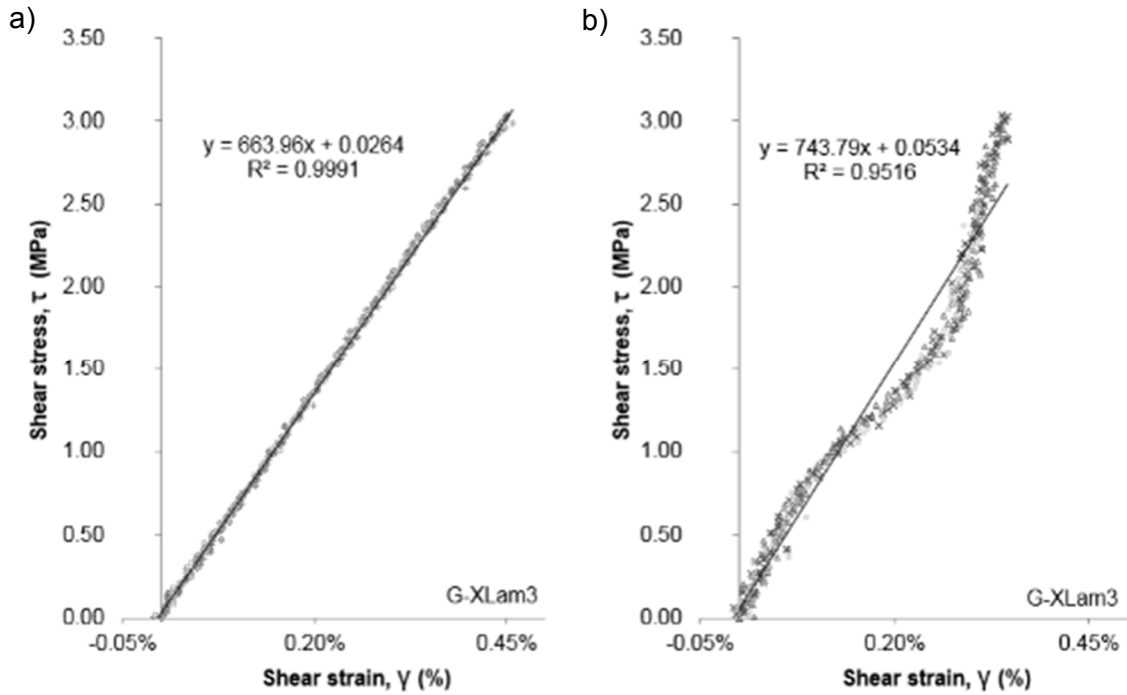 a)
3.50
3.00
2.50
2.00
1.50
1.00
0.50
0.00
Shear stress, τ (MPa)
y = 663.96x + 0.0264
R² = 0.9991
G-XLam3
-0.05%
0.20%
0.45%
Shear strain, γ (%)
b)
3.50
3.00
2.50
2.00
1.50
1.00
0.50
0.00
Shear stress, τ (MPa)
y = 743.79x + 0.0534
R² = 0.9516
G-XLam3
-0.05%
0.20%
0.45%
Shear strain, γ (%)